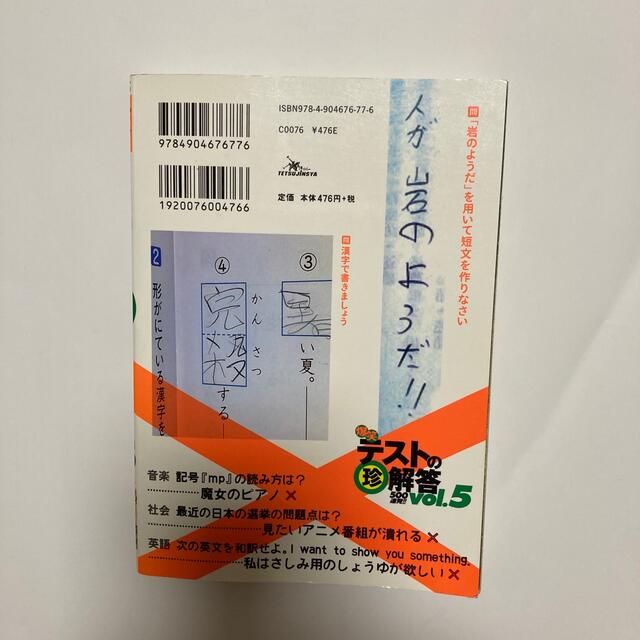 9784904676776
1920076004766
ISBN978-4-904676-77-6
C0076 ¥476E
TETSUJINSYA
定価 本体476円+税
問「岩のようだ」を用いて短文を作りなさい
人が岩のようだ!!
問 漢字で書きましょう
③
い夏。
④
かんさつ
する
2 形がにている漢字を
爆笑
テストの
珍解答
500連発!!
vol.5
音楽 記号『mp』の読み方は?
魔女のピアノ×
社会 最近の日本の選挙の問題点は?
見たいアニメ番組が潰れる×
英語 次の英文を和訳せよ。I want to show you something.
私はさしみ用のしょうゆが欲しい×